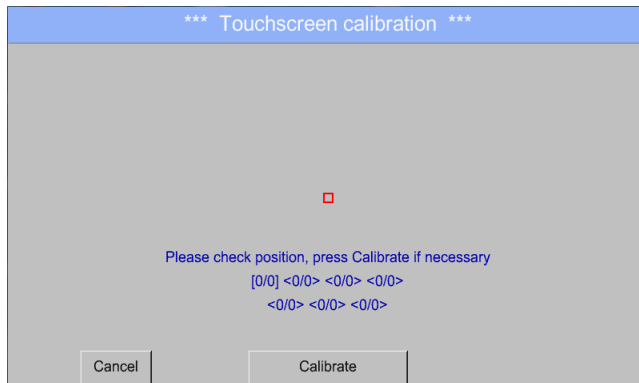 *** Touchscreen calibration ***
Please check position, press Calibrate if necessary
[0/0] <0/0> <0/0> <0/0>
<0/0> <0/0> <0/0>
Cancel Calibrate